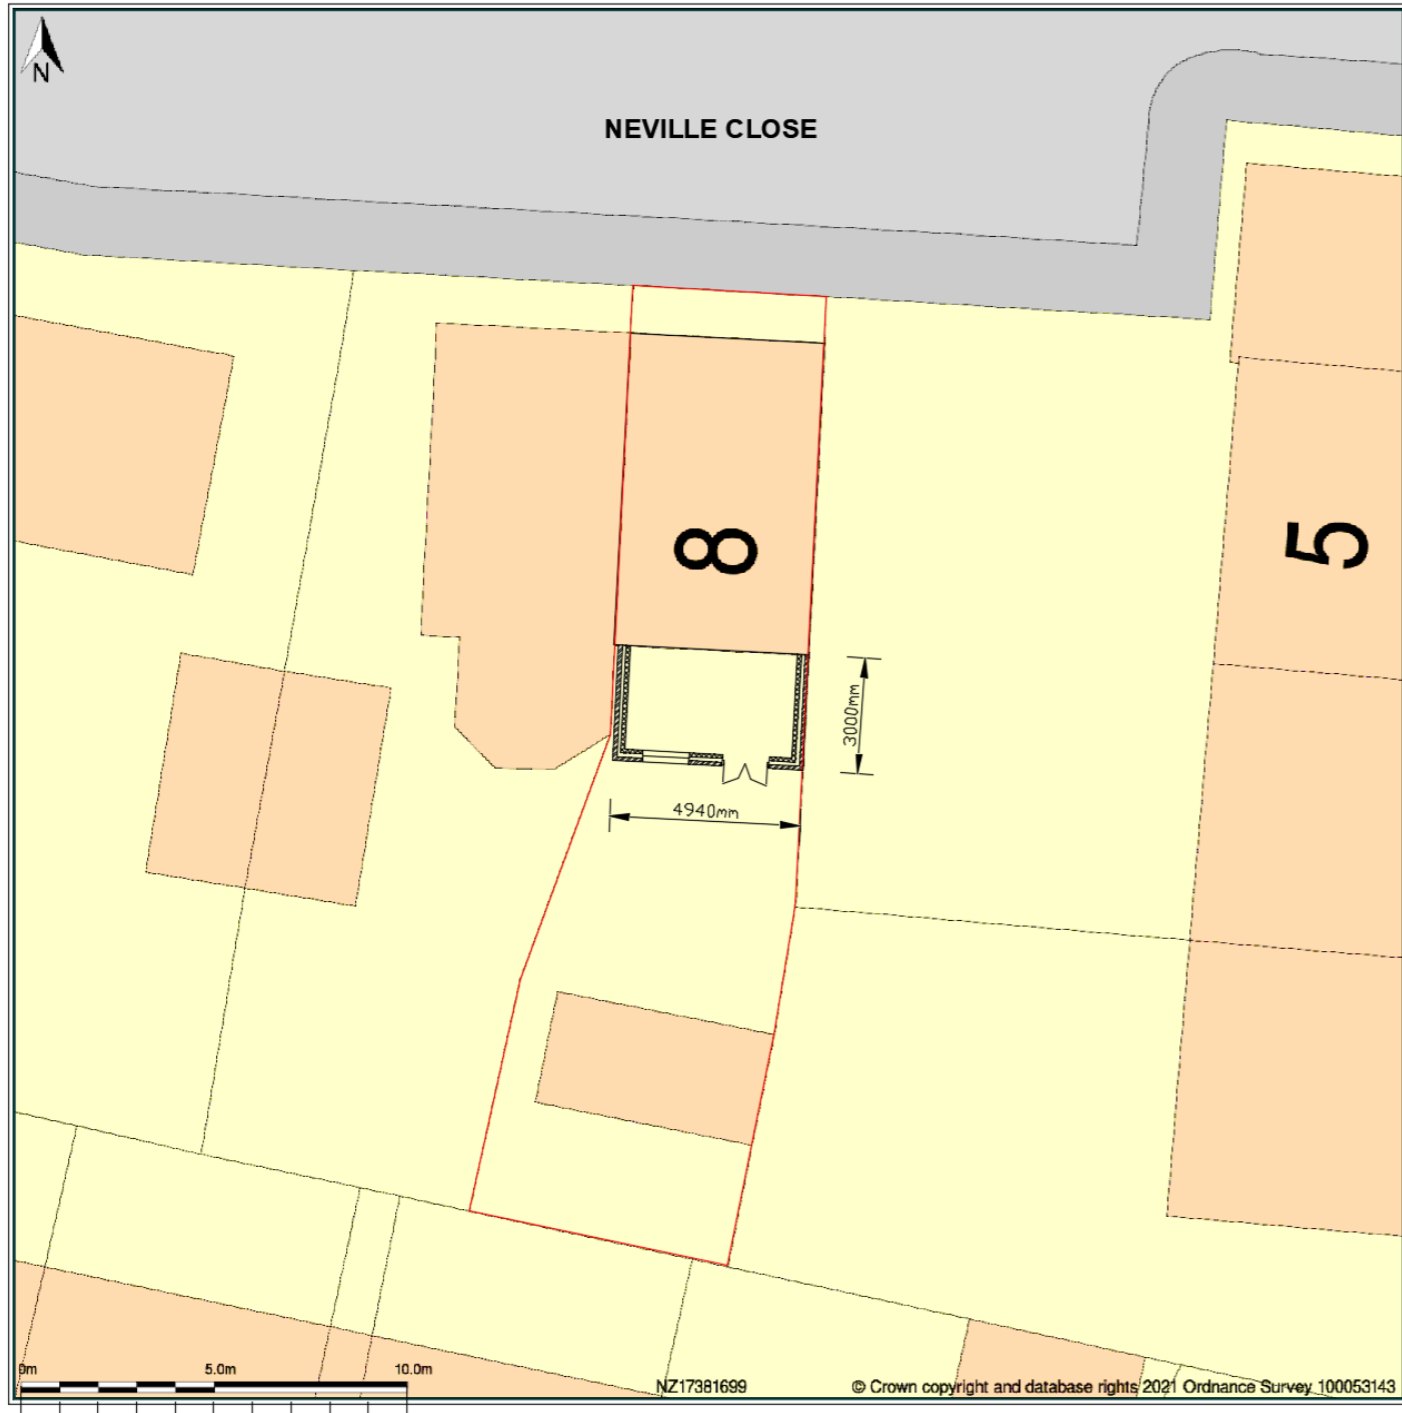 N
NEVILLE CLOSE
8
5
3000mm
4940mm
0m 5.0m 10.0m
NZ17381699
© Crown copyright and database rights 2021 Ordnance Survey 100053143